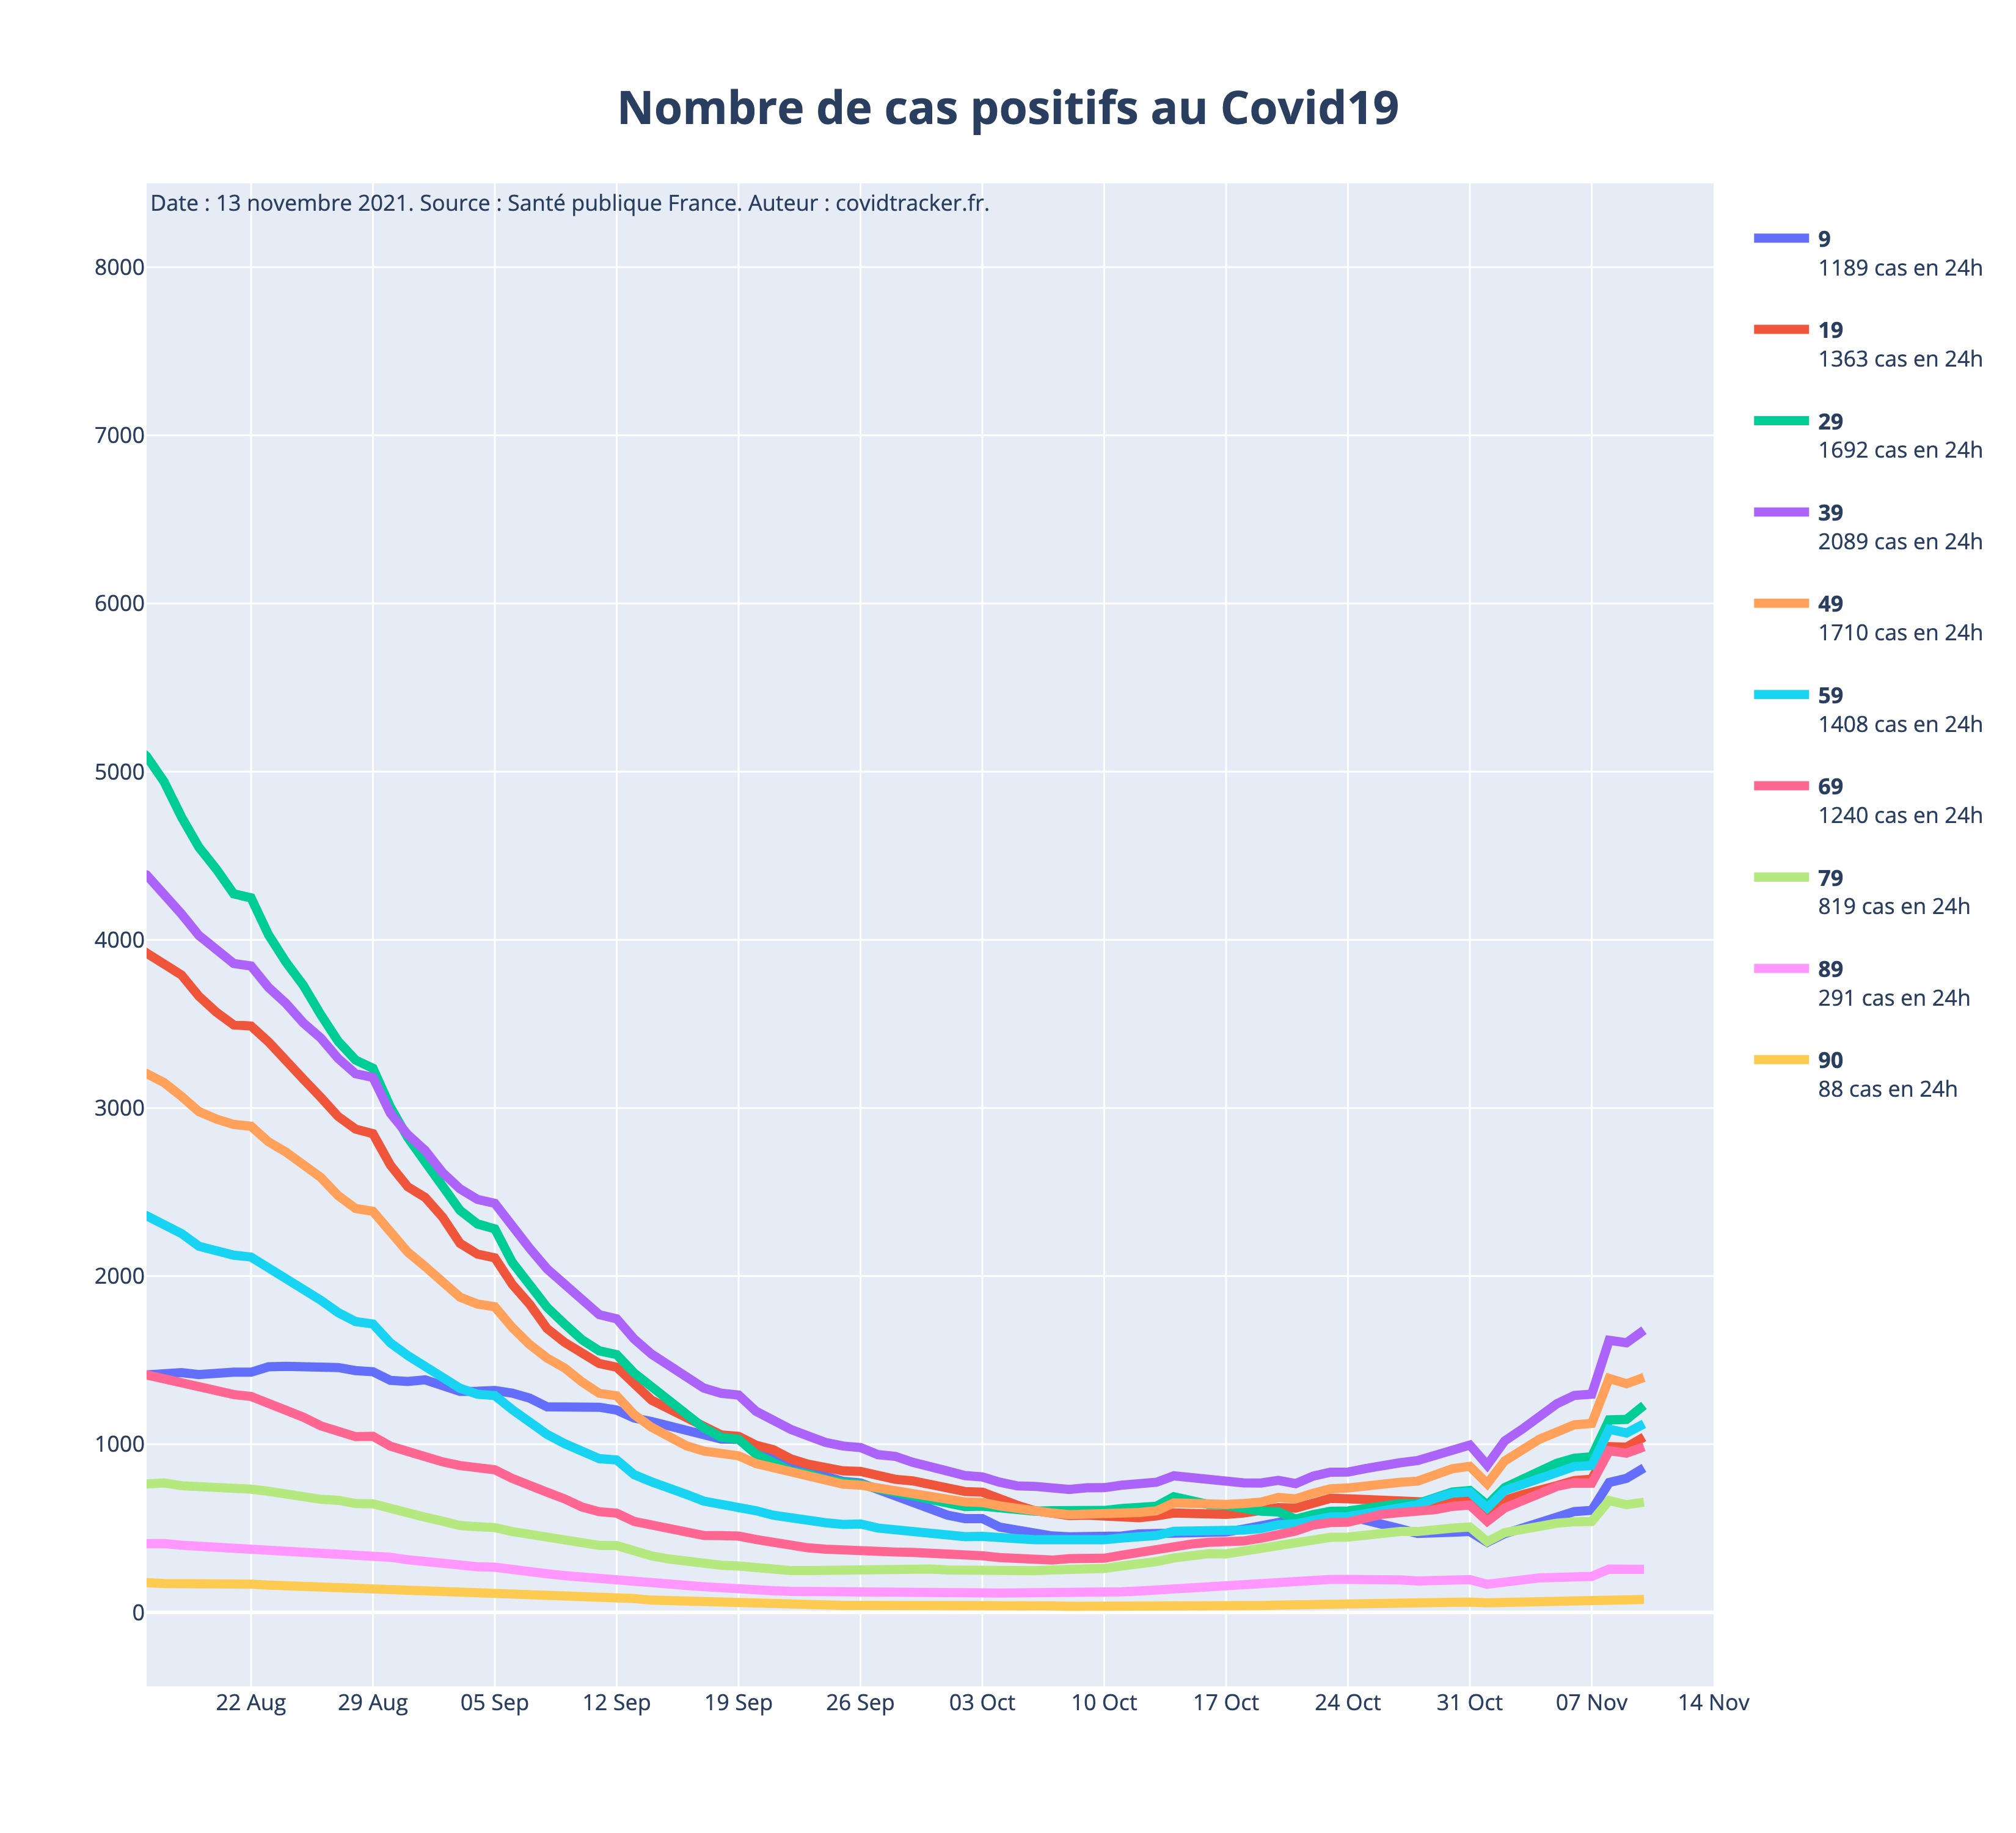 Nombre de cas positifs au Covid19
Date : 13 novembre 2021. Source : Santé publique France. Auteur : covidtracker.fr.
8000
7000
6000
5000
4000
3000
2000
1000
0
22 Aug
29 Aug
05 Sep
12 Sep
19 Sep
26 Sep
03 Oct
10 Oct
17 Oct
24 Oct
31 Oct
07 Nov
14 Nov
9
1189 cas en 24h
19
1363 cas en 24h
29
1692 cas en 24h
39
2089 cas en 24h
49
1710 cas en 24h
59
1408 cas en 24h
69
1240 cas en 24h
79
819 cas en 24h
89
291 cas en 24h
90
88 cas en 24h